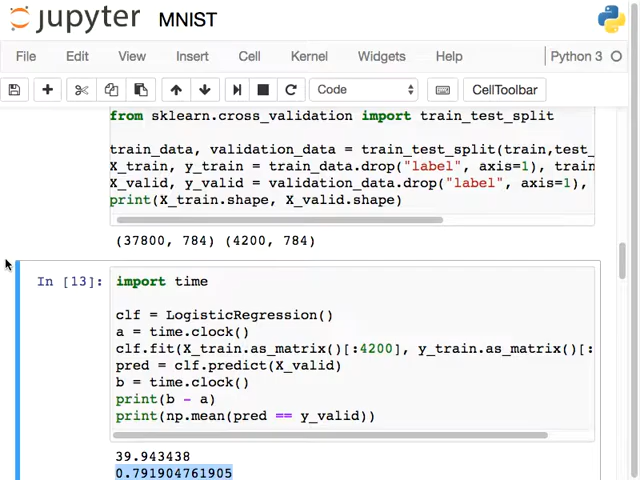 jupyter MNIST
File Edit View Insert Cell Kernel Widgets Help Python 3
Code CellToolbar
from sklearn.cross_validation import train_test_split
train_data, validation_data = train_test_split(train,test_
X_train, y_train = train_data.drop("label", axis=1), train
X_valid, y_valid = validation_data.drop("label", axis=1),
print(X_train.shape, X_valid.shape)
(37800, 784) (4200, 784)
In [13]: import time
clf = LogisticRegression()
a = time.clock()
clf.fit(X_train.as_matrix()[:4200], y_train.as_matrix()[:
pred = clf.predict(X_valid)
b = time.clock()
print(b - a)
print(np.mean(pred == y_valid))
39.943438
0.791904761905